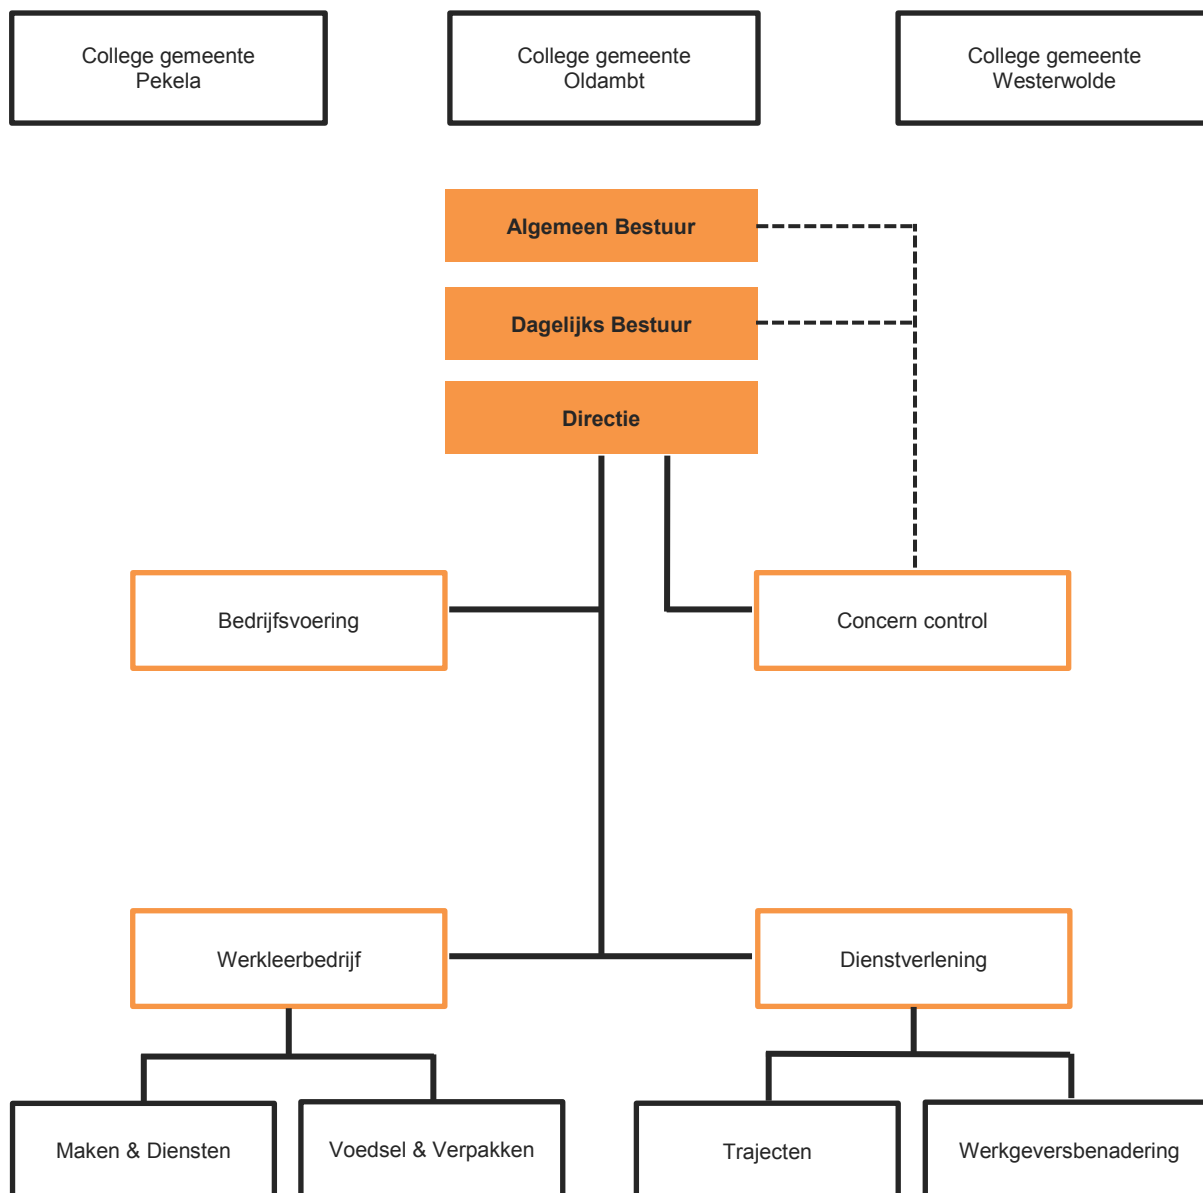 College gemeente
Pekela
College gemeente
Oldambt
College gemeente
Westerwolde
Algemeen Bestuur
Dagelijks Bestuur
Directie
Bedrijfsvoering
Concern control
Werkleerbedrijf
Dienstverlening
Maken & Diensten
Voedsel & Verpakken
Trajecten
Werkgeversbenadering